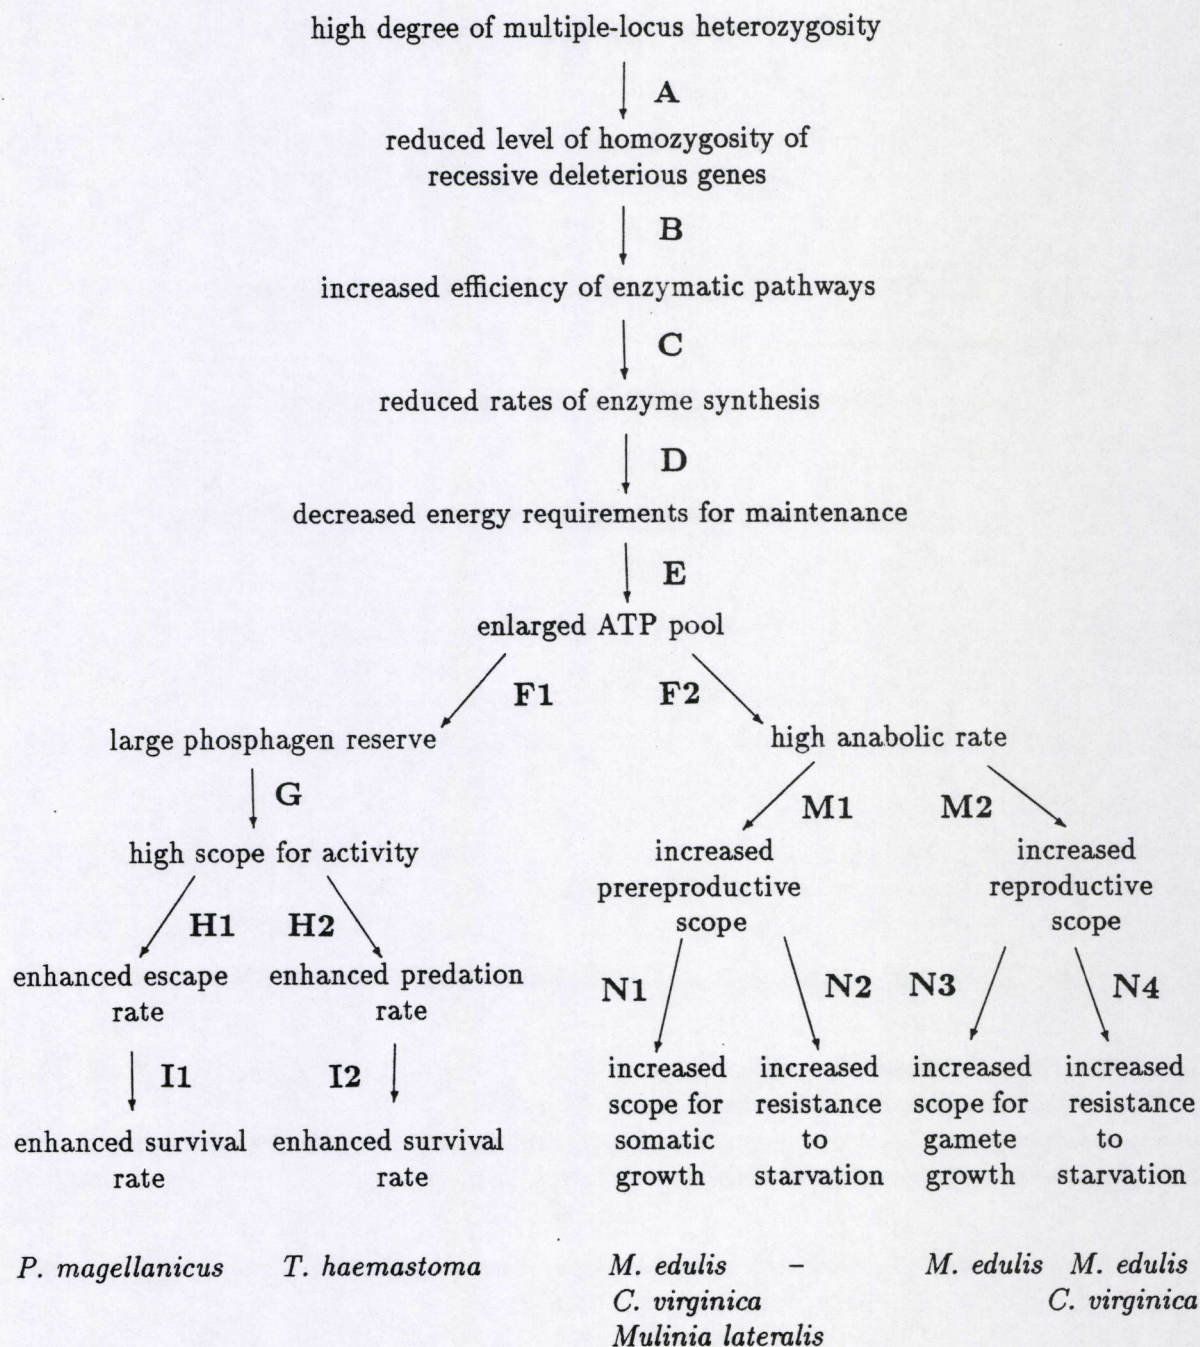 high degree of multiple-locus heterozygosity
A
reduced level of homozygosity of
recessive deleterious genes
B
increased efficiency of enzymatic pathways
C
reduced rates of enzyme synthesis
D
decreased energy requirements for maintenance
E
enlarged ATP pool
F1 F2
large phosphagen reserve
high anabolic rate
G
M1 M2
high scope for activity
increased
prereproductive
scope
increased
reproductive
scope
H1 H2
enhanced escape
rate
enhanced predation
rate
N1 N2 N3 N4
I1 I2
enhanced survival
rate
enhanced survival
rate
increased
scope for
somatic
growth
increased
resistance
to
starvation
increased
scope for
gamete
growth
increased
resistance
to
starvation
P. magellanicus
T. haemastoma
M. edulis
C. virginica
Mulinia lateralis
–
M. edulis
M. edulis
C. virginica